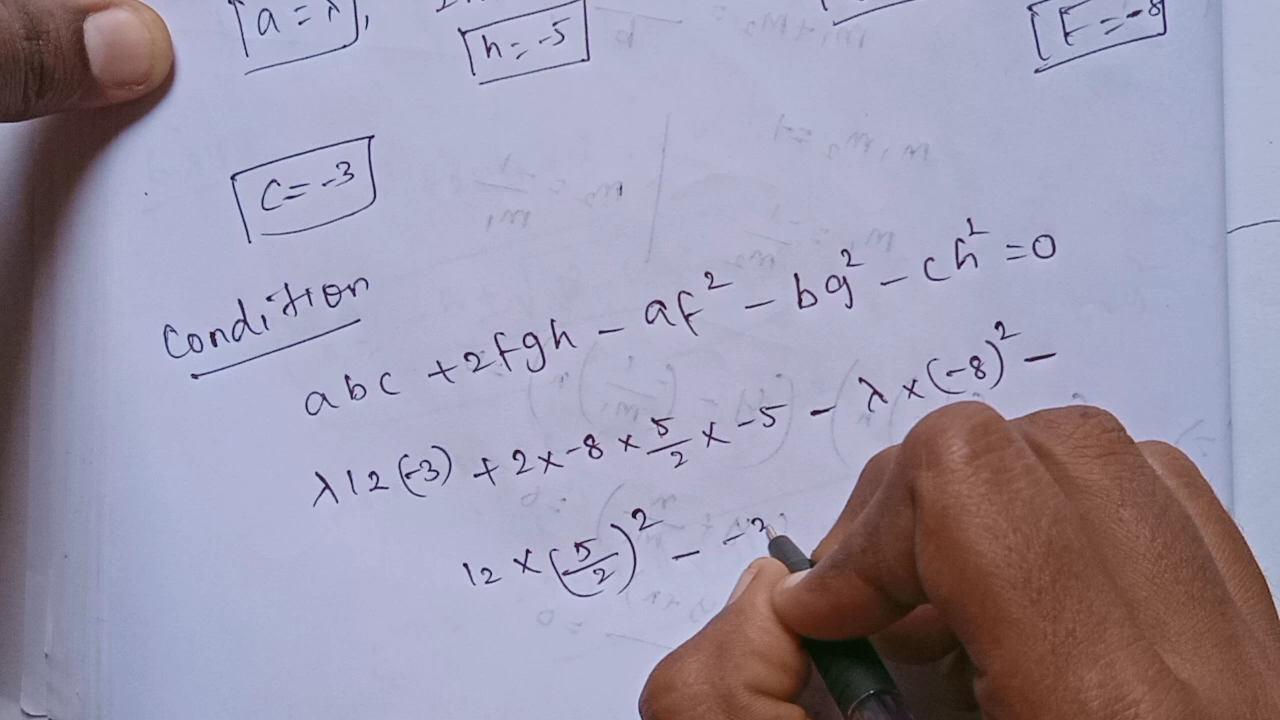 a = λ,
h = -5
F = -8
C = -3
Condition
abc + 2fgh - af² - bg² - ch² = 0
λ12(-3) + 2x-8 x 5/2 x -5 - λ x (-8)² -
12 x (5/2)² - -3